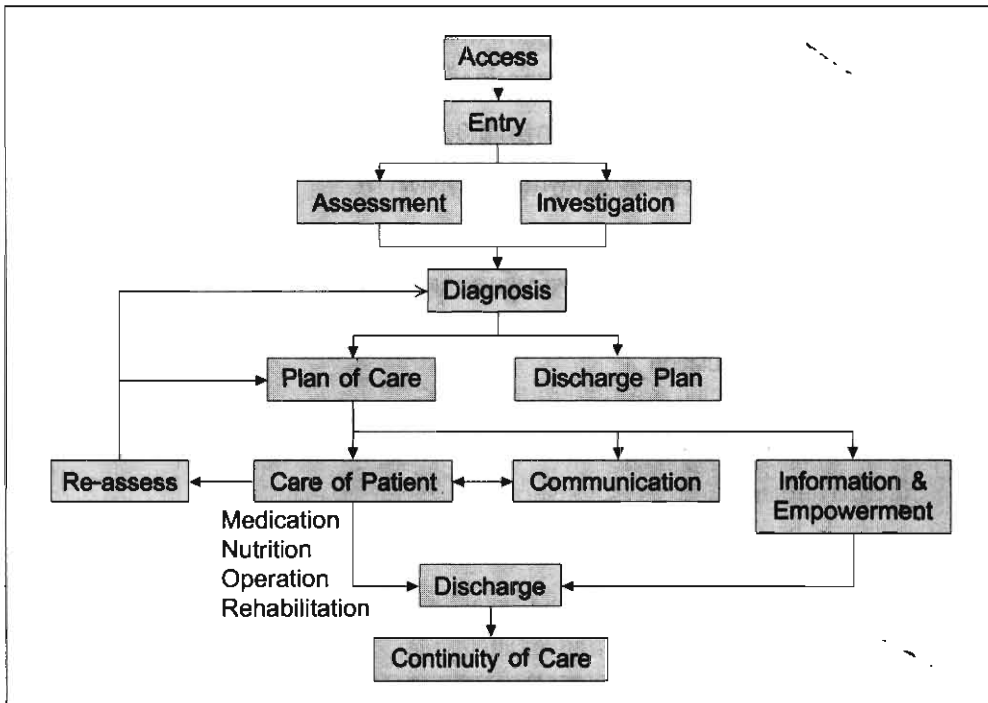 Access
Entry
Assessment
Investigation
Diagnosis
Plan of Care
Discharge Plan
Re-assess
Care of Patient
Communication
Information &
Empowerment
Medication
Nutrition
Operation
Rehabilitation
Discharge
Continuity of Care